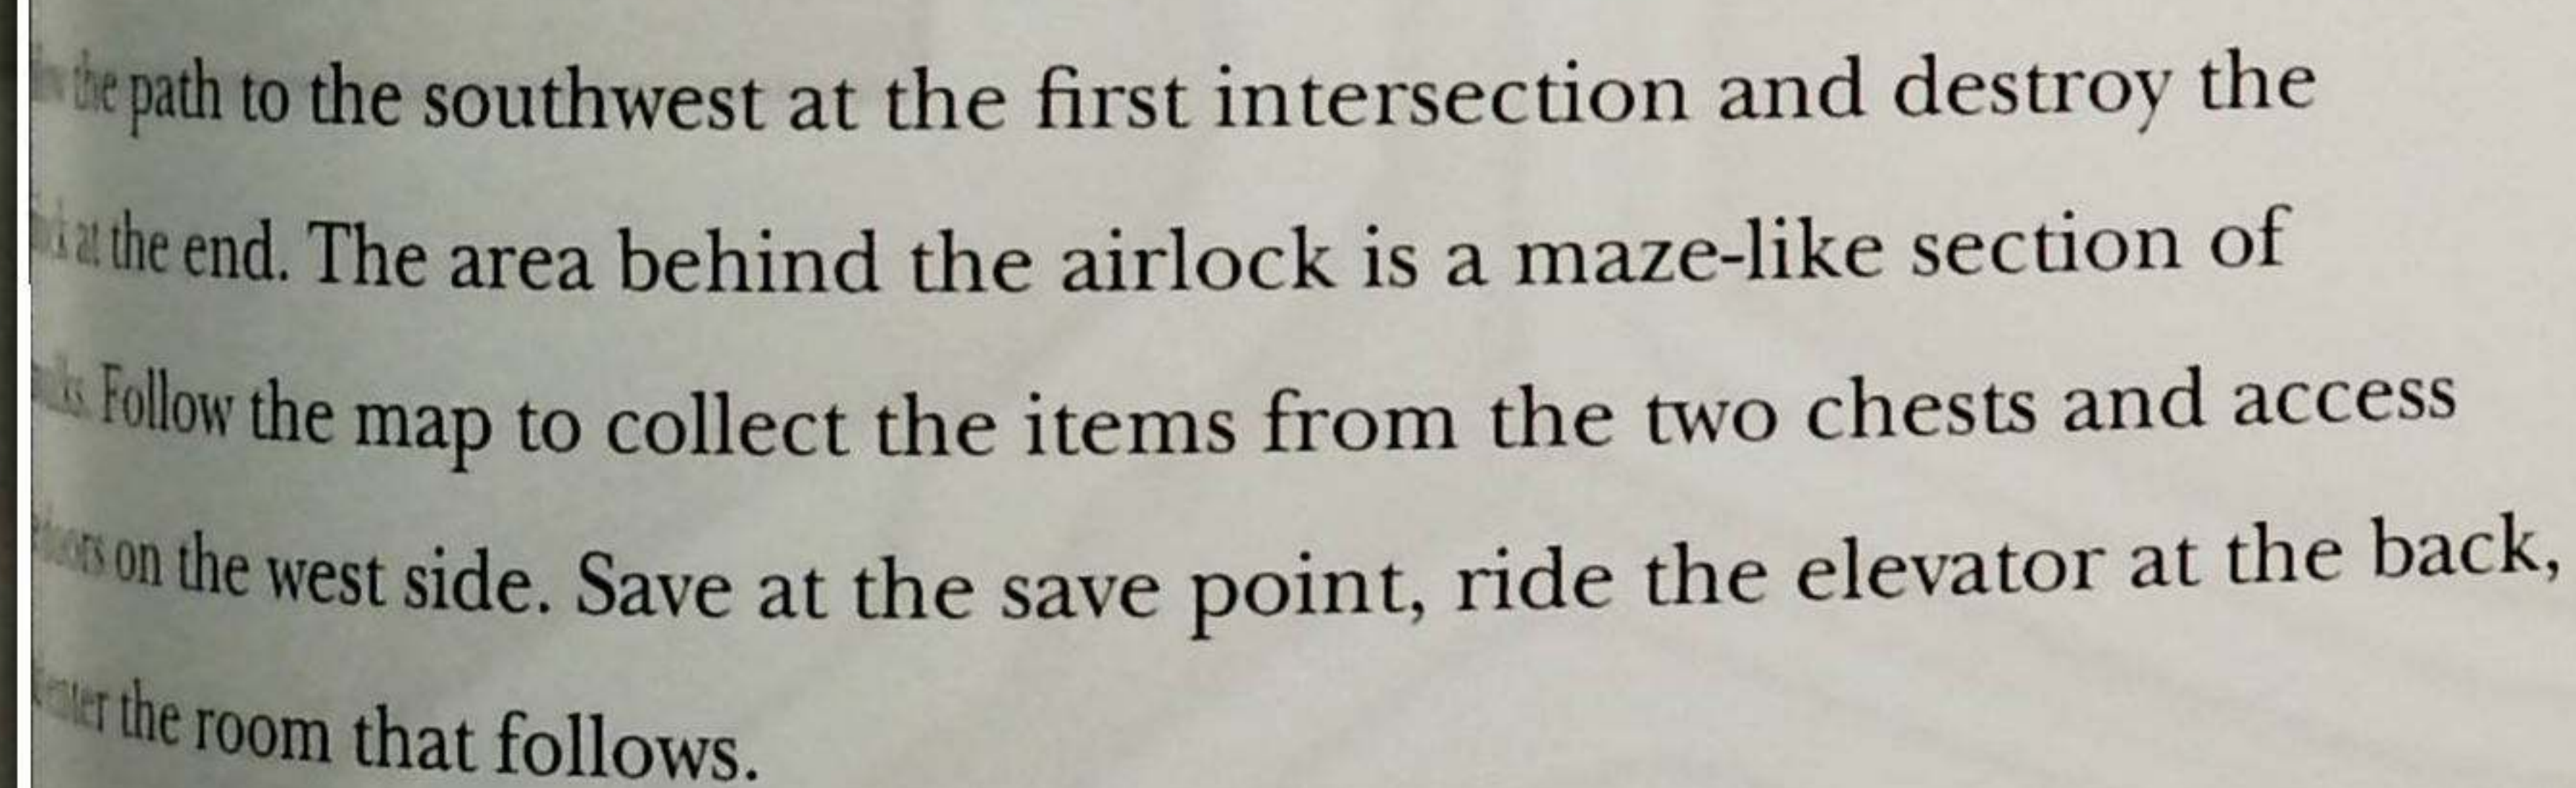 the path to the southwest at the first intersection and destroy the
at the end. The area behind the airlock is a maze-like section of
Follow the map to collect the items from the two chests and access
on the west side. Save at the save point, ride the elevator at the back,
enter the room that follows.